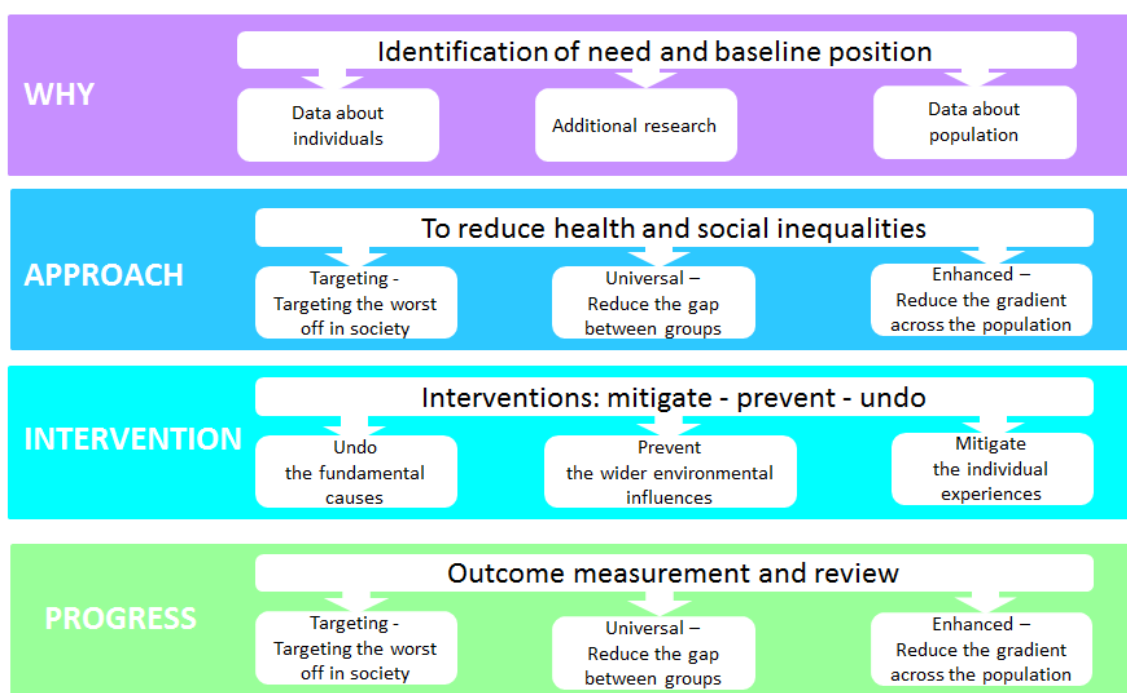 WHY
Identification of need and baseline position
Data about
individuals
Additional research
Data about
population
APPROACH
To reduce health and social inequalities
Targeting -
Targeting the worst
off in society
Universal –
Reduce the gap
between groups
Enhanced –
Reduce the gradient
across the population
INTERVENTION
Interventions: mitigate - prevent - undo
Undo
the fundamental
causes
Prevent
the wider environmental
influences
Mitigate
the individual
experiences
PROGRESS
Outcome measurement and review
Targeting -
Targeting the worst
off in society
Universal –
Reduce the gap
between groups
Enhanced –
Reduce the gradient
across the population